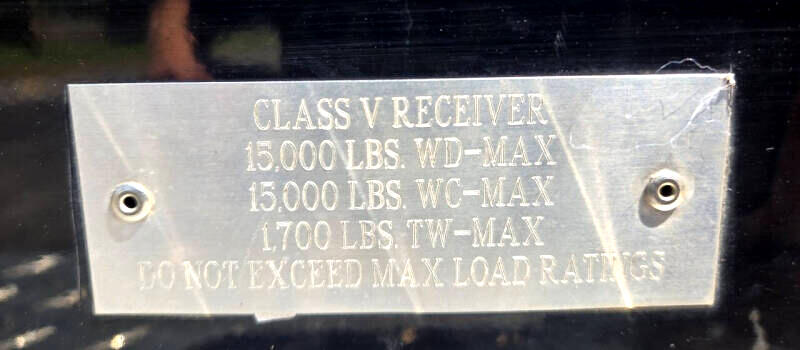 CLASS V RECEIVER
15,000 LBS. WD-MAX
15,000 LBS. WC-MAX
1,700 LBS. TW-MAX
DO NOT EXCEED MAX LOAD RATINGS